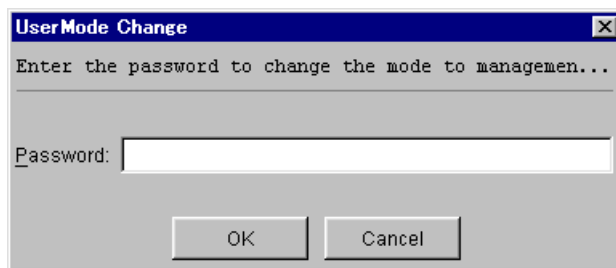 UserMode Change
Enter the password to change the mode to managemen...
Password:
OK Cancel